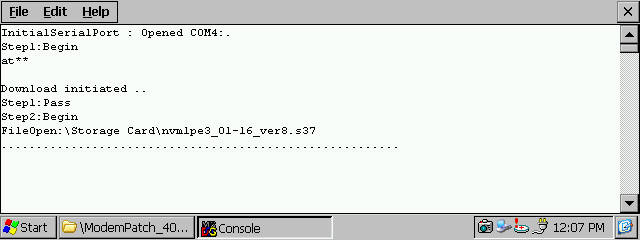 File Edit Help
InitialSerialPort : Opened COM4:.
Step1:Begin
at**
Download initiated ..
Step1:Pass
Step2:Begin
FileOpen:\Storage Card\nvmlpe3_01-16_ver8.s37
.........................................................
Start \ModemPatch_40... Console 12:07 PM